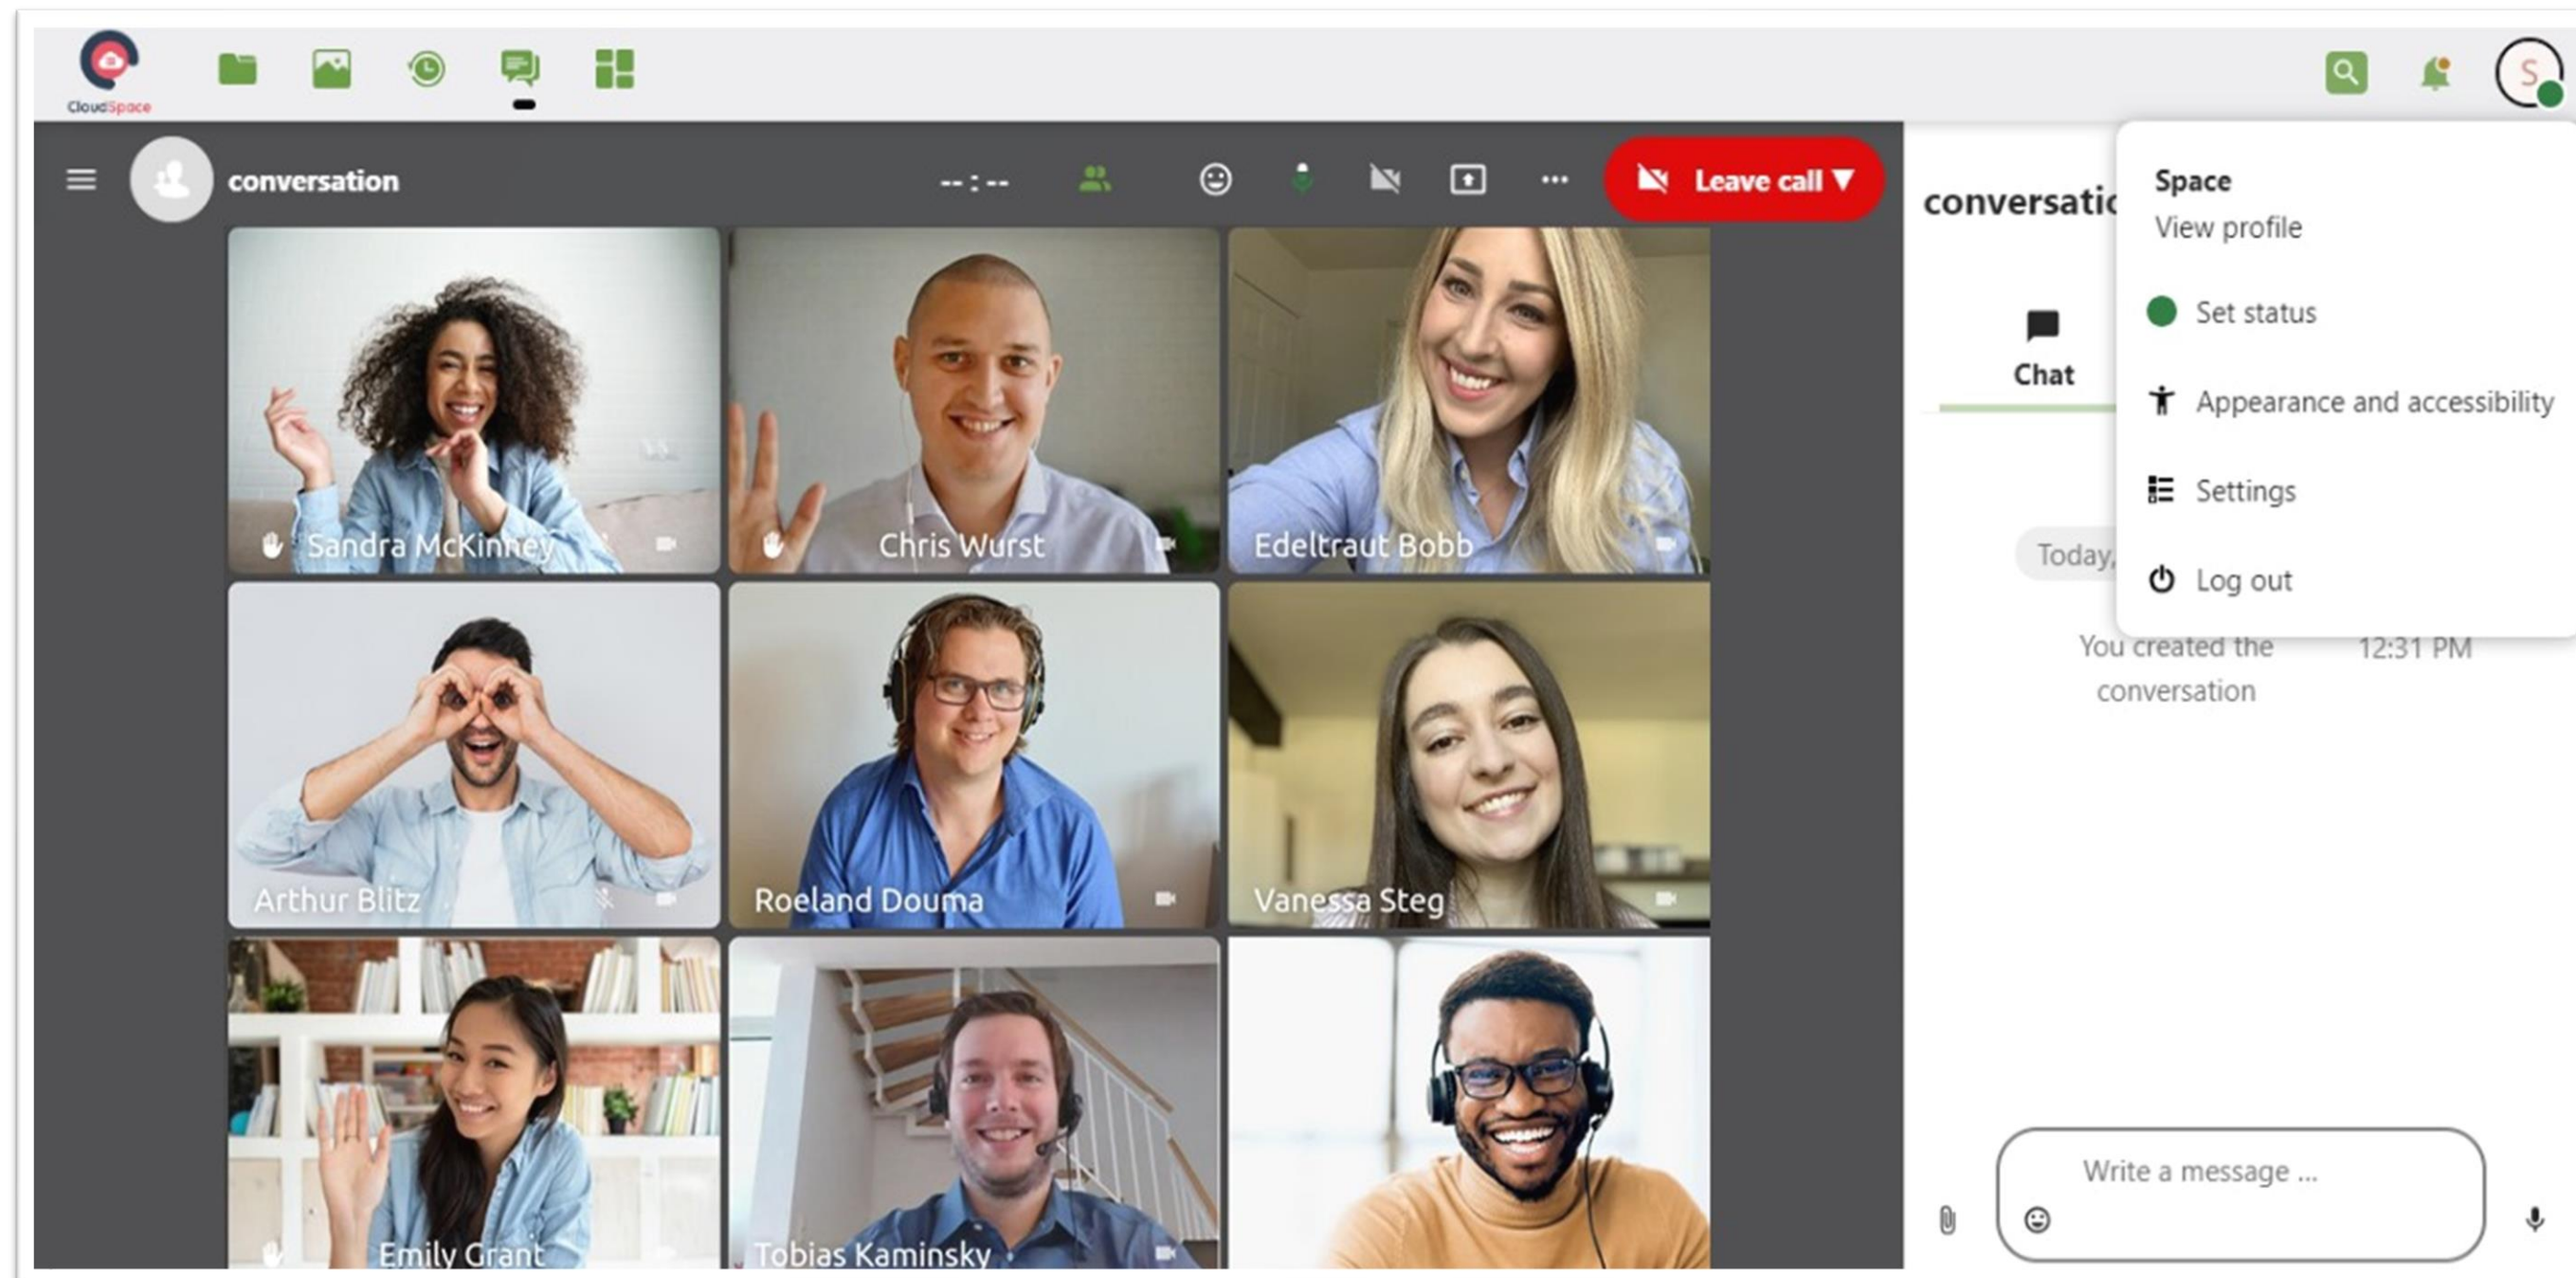 CloudSpace
S
conversation
-- : --
Leave call
Sandra McKinney
Chris Wurst
Edeltraut Bobb
Arthur Blitz
Roeland Douma
Vanessa Steg
Emily Grant
Tobias Kaminsky
conversatio
Chat
Today,
You created the
conversation
12:31 PM
Write a message ...
Space
View profile
Set status
Appearance and accessibility
Settings
Log out